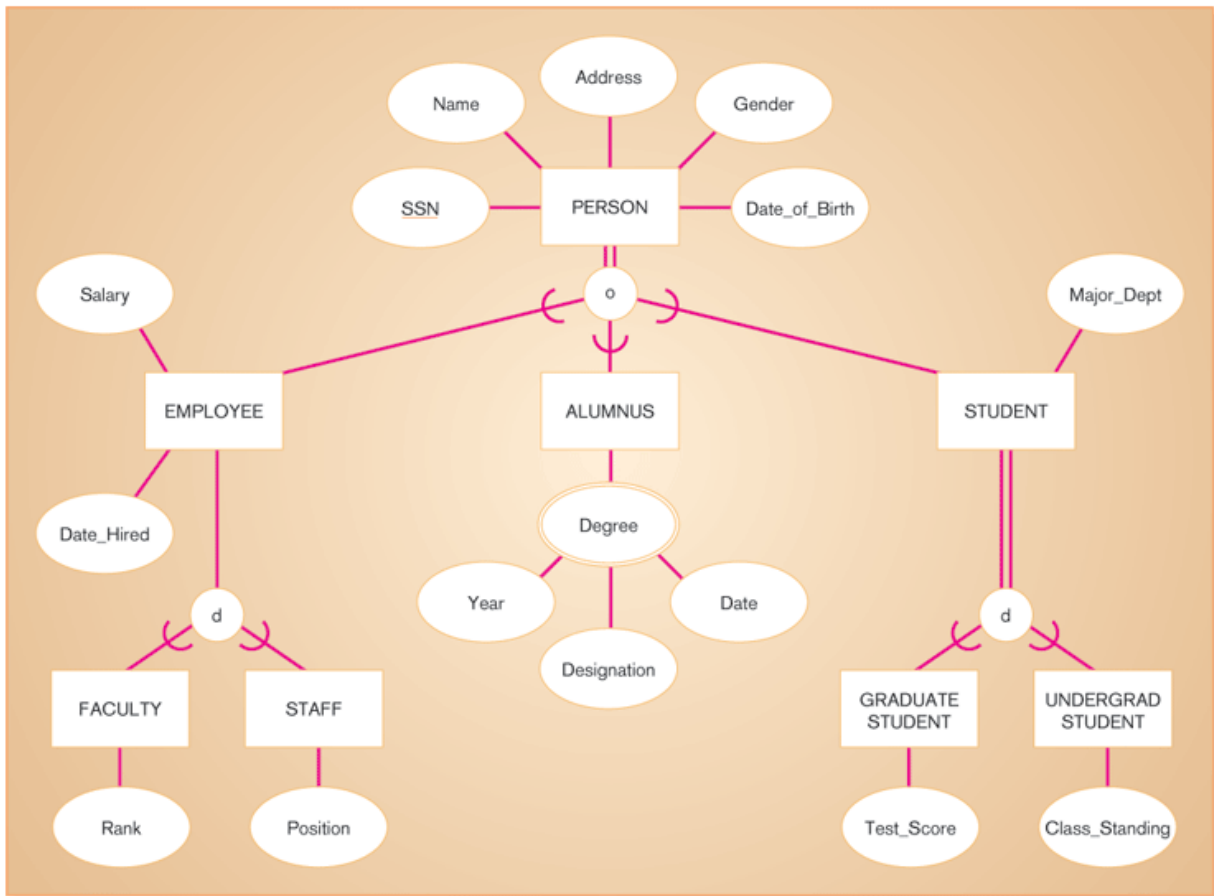 Address
Name
Gender
SSN
PERSON
Date_of_Birth
Salary
o
Major_Dept
EMPLOYEE
ALUMNUS
STUDENT
Degree
Date_Hired
Year
Date
d
d
Designation
FACULTY
STAFF
GRADUATE
STUDENT
UNDERGRAD
STUDENT
Rank
Position
Test_Score
Class_Standing